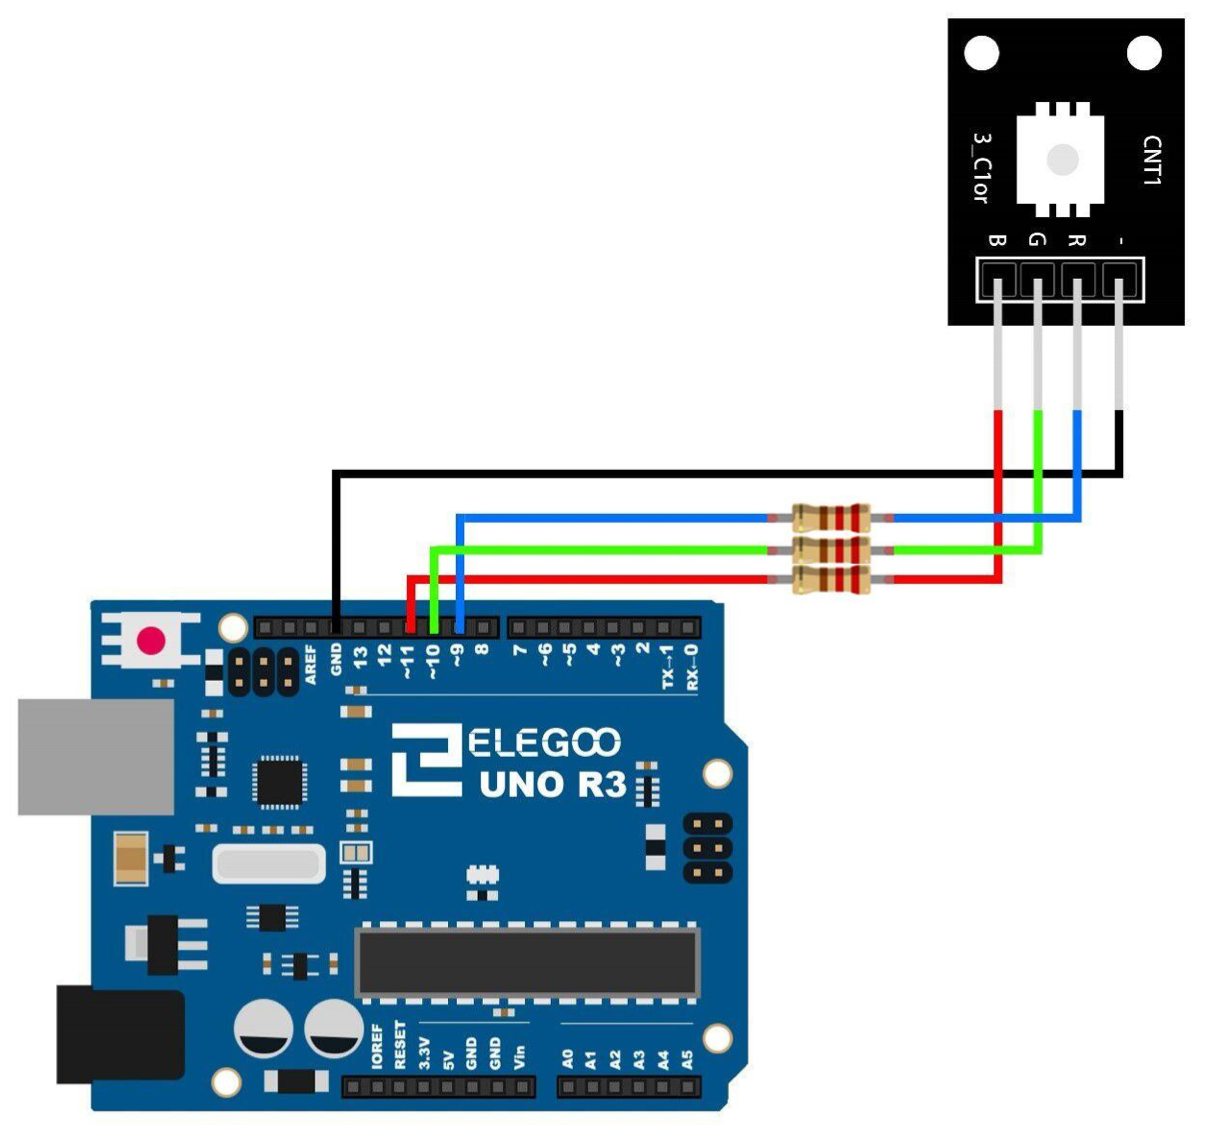 3_C1or
CNT1
B
G
R
-
AREF
GND
13
12
~11
~10
~9
8
7
~6
~5
4
~3
2
TX→1
RX←0
ELEGOO
UNO R3
IOREF
RESET
3.3V
5V
GND
GND
Vin
A0
A1
A2
A3
A4
A5